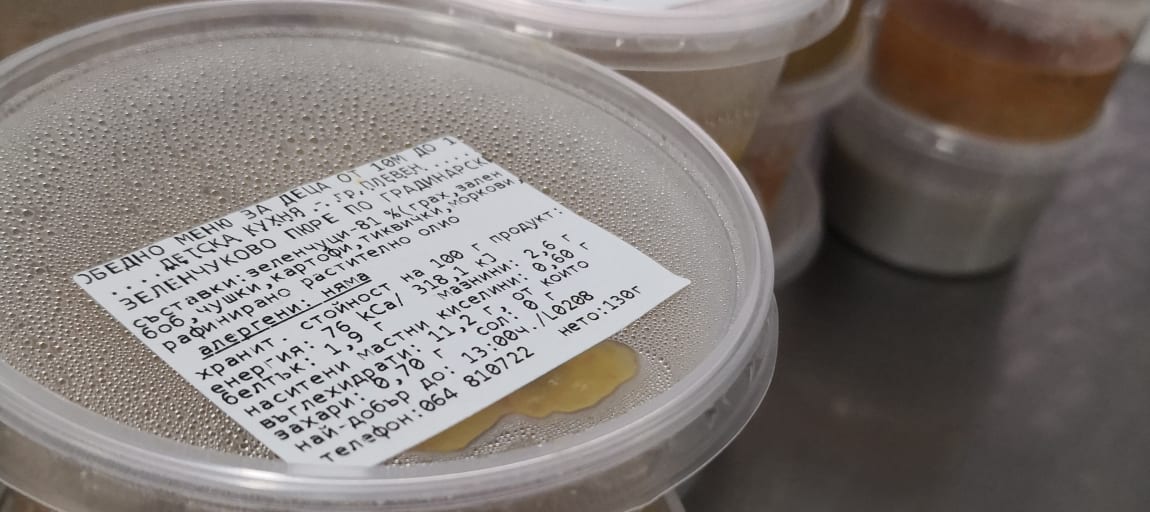 ОБЕДНО МЕНЮ ЗА ДЕЦА ОТ 10М ДО 1
....ДЕТСКА КУХНЯ - ГР.ПЛЕВЕН.....
ЗЕЛЕНЧУКОВО ПЮРЕ ПО ГРАДИНАРСК
съставки:зеленчуци-81 %(грах,зелен
боб,чушки,картофи,тиквички,моркови
рафинирано растително олио
алергени: няма
хранит. стойност на 100 г продукт:
енергия: 76 kCa/ 318,1 kJ
белтък: 1,9 г мазнини: 2,6 г
наситени мастни киселини: 0,60 г
въглехидрати: 11,2 г, от които
захари: 0,70 г сол: 0 г
най-добър до: 13:00ч./L0208
телефон:064 810722 нето:130г